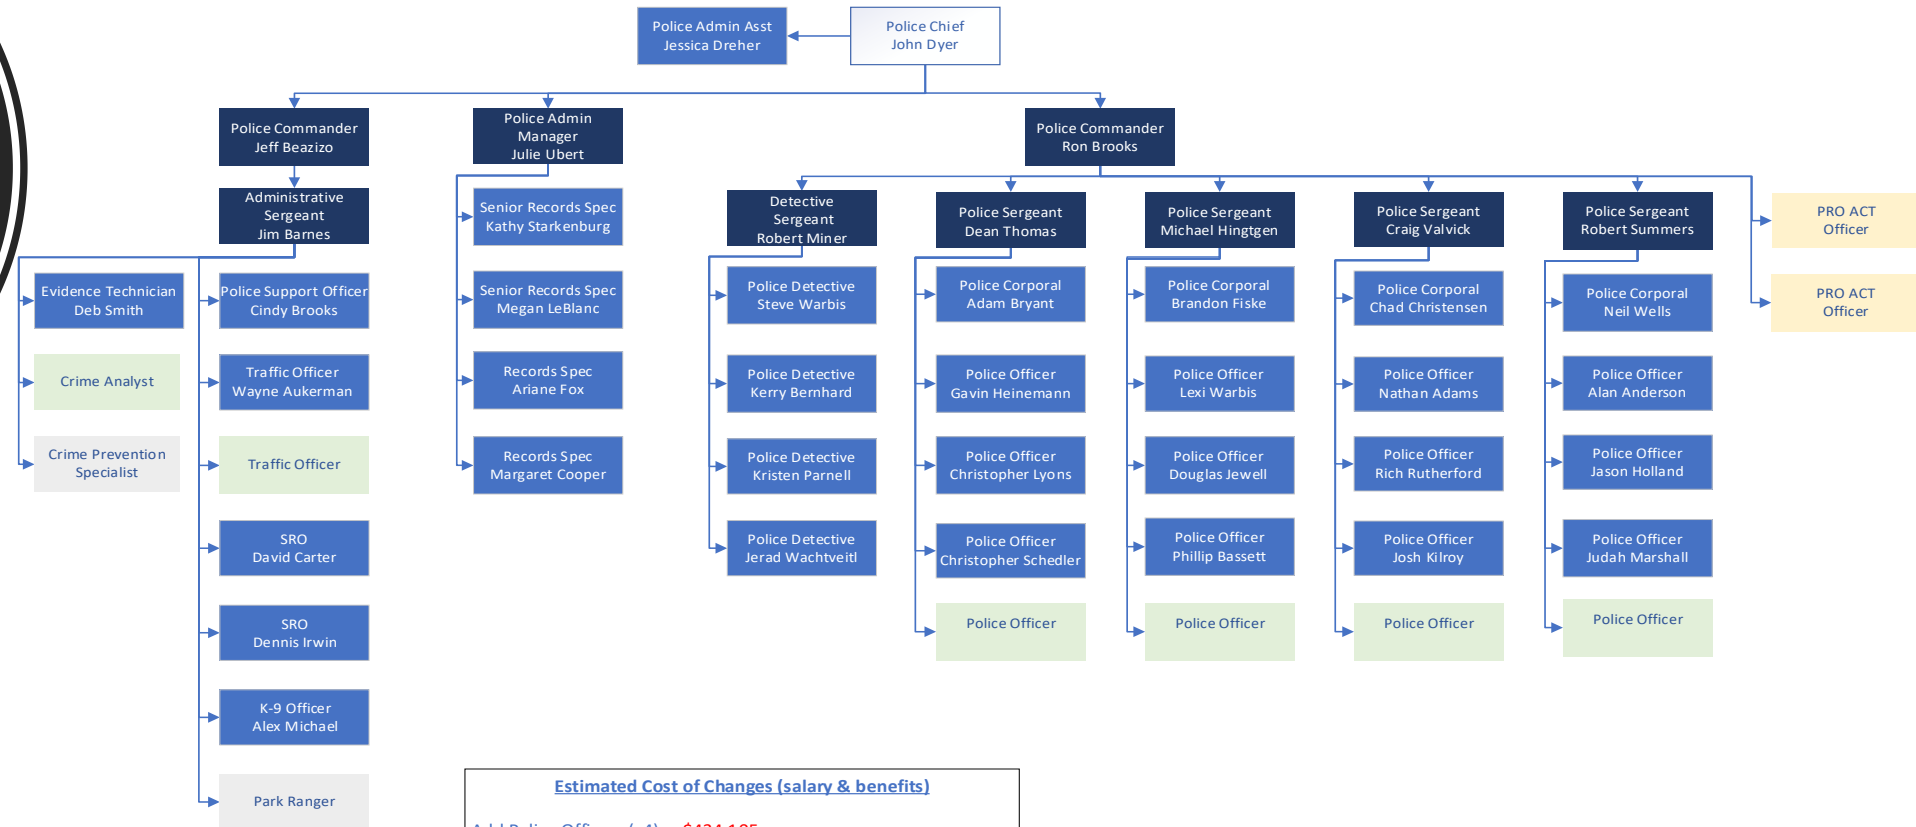 Police Admin Asst
Jessica Dreher
Police Chief
John Dyer
Police Commander
Jeff Beazizo
Police Admin
Manager
Julie Ubert
Police Commander
Ron Brooks
Administrative
Sergeant
Jim Barnes
Senior Records Spec
Kathy Starkenburg
Detective
Sergeant
Robert Miner
Police Sergeant
Dean Thomas
Police Sergeant
Michael Hingtgen
Police Sergeant
Craig Valvick
Police Sergeant
Robert Summers
PRO ACT
Officer
Evidence Technician
Deb Smith
Police Support Officer
Cindy Brooks
Senior Records Spec
Megan LeBlanc
Police Detective
Steve Warbis
Police Corporal
Adam Bryant
Police Corporal
Brandon Fiske
Police Corporal
Chad Christensen
Police Corporal
Neil Wells
PRO ACT
Officer
Crime Analyst
Traffic Officer
Wayne Aukerman
Records Spec
Ariane Fox
Police Detective
Kerry Bernhard
Police Officer
Gavin Heinemann
Police Officer
Lexi Warbis
Police Officer
Nathan Adams
Police Officer
Alan Anderson
Crime Prevention
Specialist
Traffic Officer
Records Spec
Margaret Cooper
Police Detective
Kristen Parnell
Police Officer
Christopher Lyons
Police Officer
Douglas Jewell
Police Officer
Rich Rutherford
Police Officer
Jason Holland
SRO
David Carter
Police Detective
Jerad Wachtveitl
Police Officer
Christopher Schedler
Police Officer
Phillip Bassett
Police Officer
Josh Kilroy
Police Officer
Judah Marshall
SRO
Dennis Irwin
Police Officer
Police Officer
Police Officer
Police Officer
K-9 Officer
Alex Michael
Park Ranger
Estimated Cost of Changes (salary & benefits)
Add Police Officer